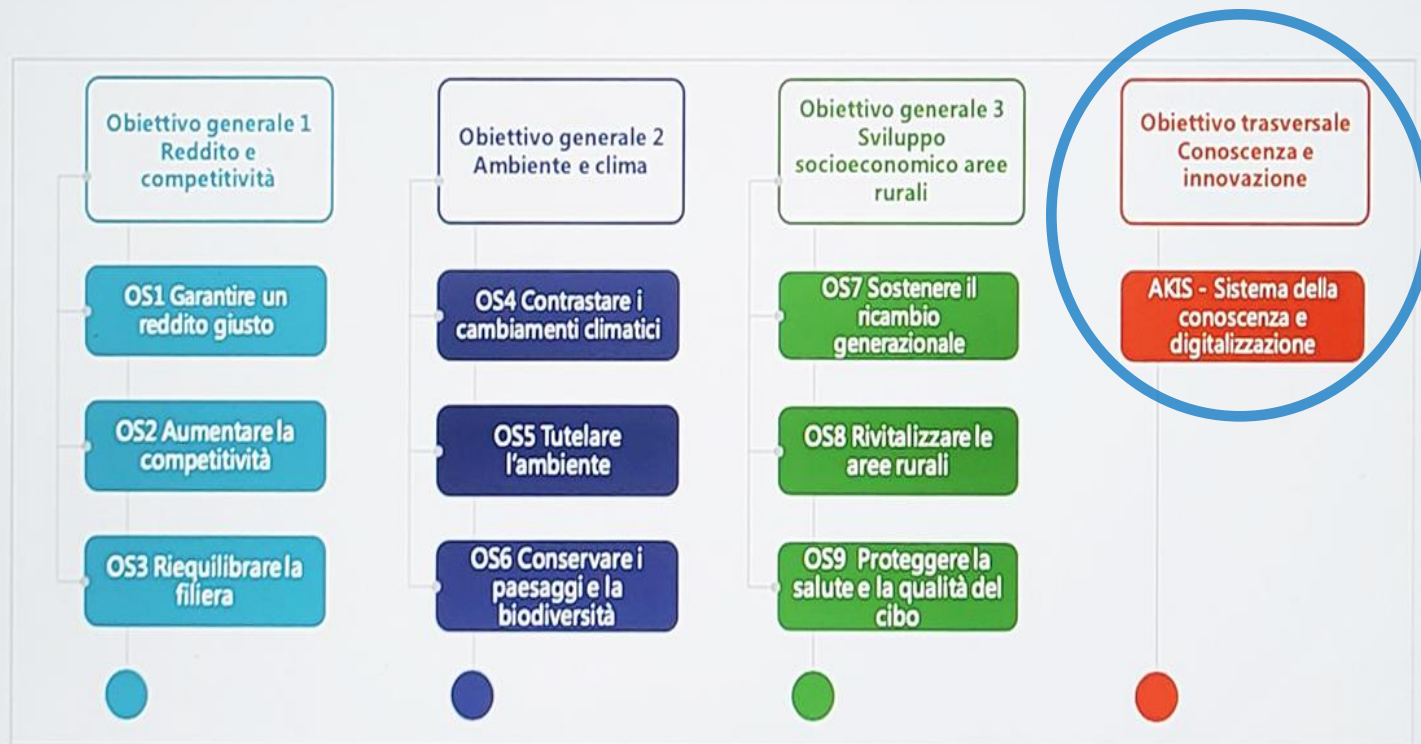 Obiettivo generale 1
Reddito e
competitività
OS1 Garantire un
reddito giusto
OS2 Aumentare la
competitività
OS3 Riequilibrare la
filiera
Obiettivo generale 2
Ambiente e clima
OS4 Contrastare i
cambiamenti climatici
OS5 Tutelare
l'ambiente
OS6 Conservare i
paesaggi e la
biodiversità
Obiettivo generale 3
Sviluppo
socioeconomico aree
rurali
OS7 Sostenere il
ricambio
generazionale
OS8 Rivitalizzare le
aree rurali
OS9 Proteggere la
salute e la qualità del
cibo
Obiettivo trasversale
Conoscenza e
innovazione
AKIS - Sistema della
conoscenza e
digitalizzazione